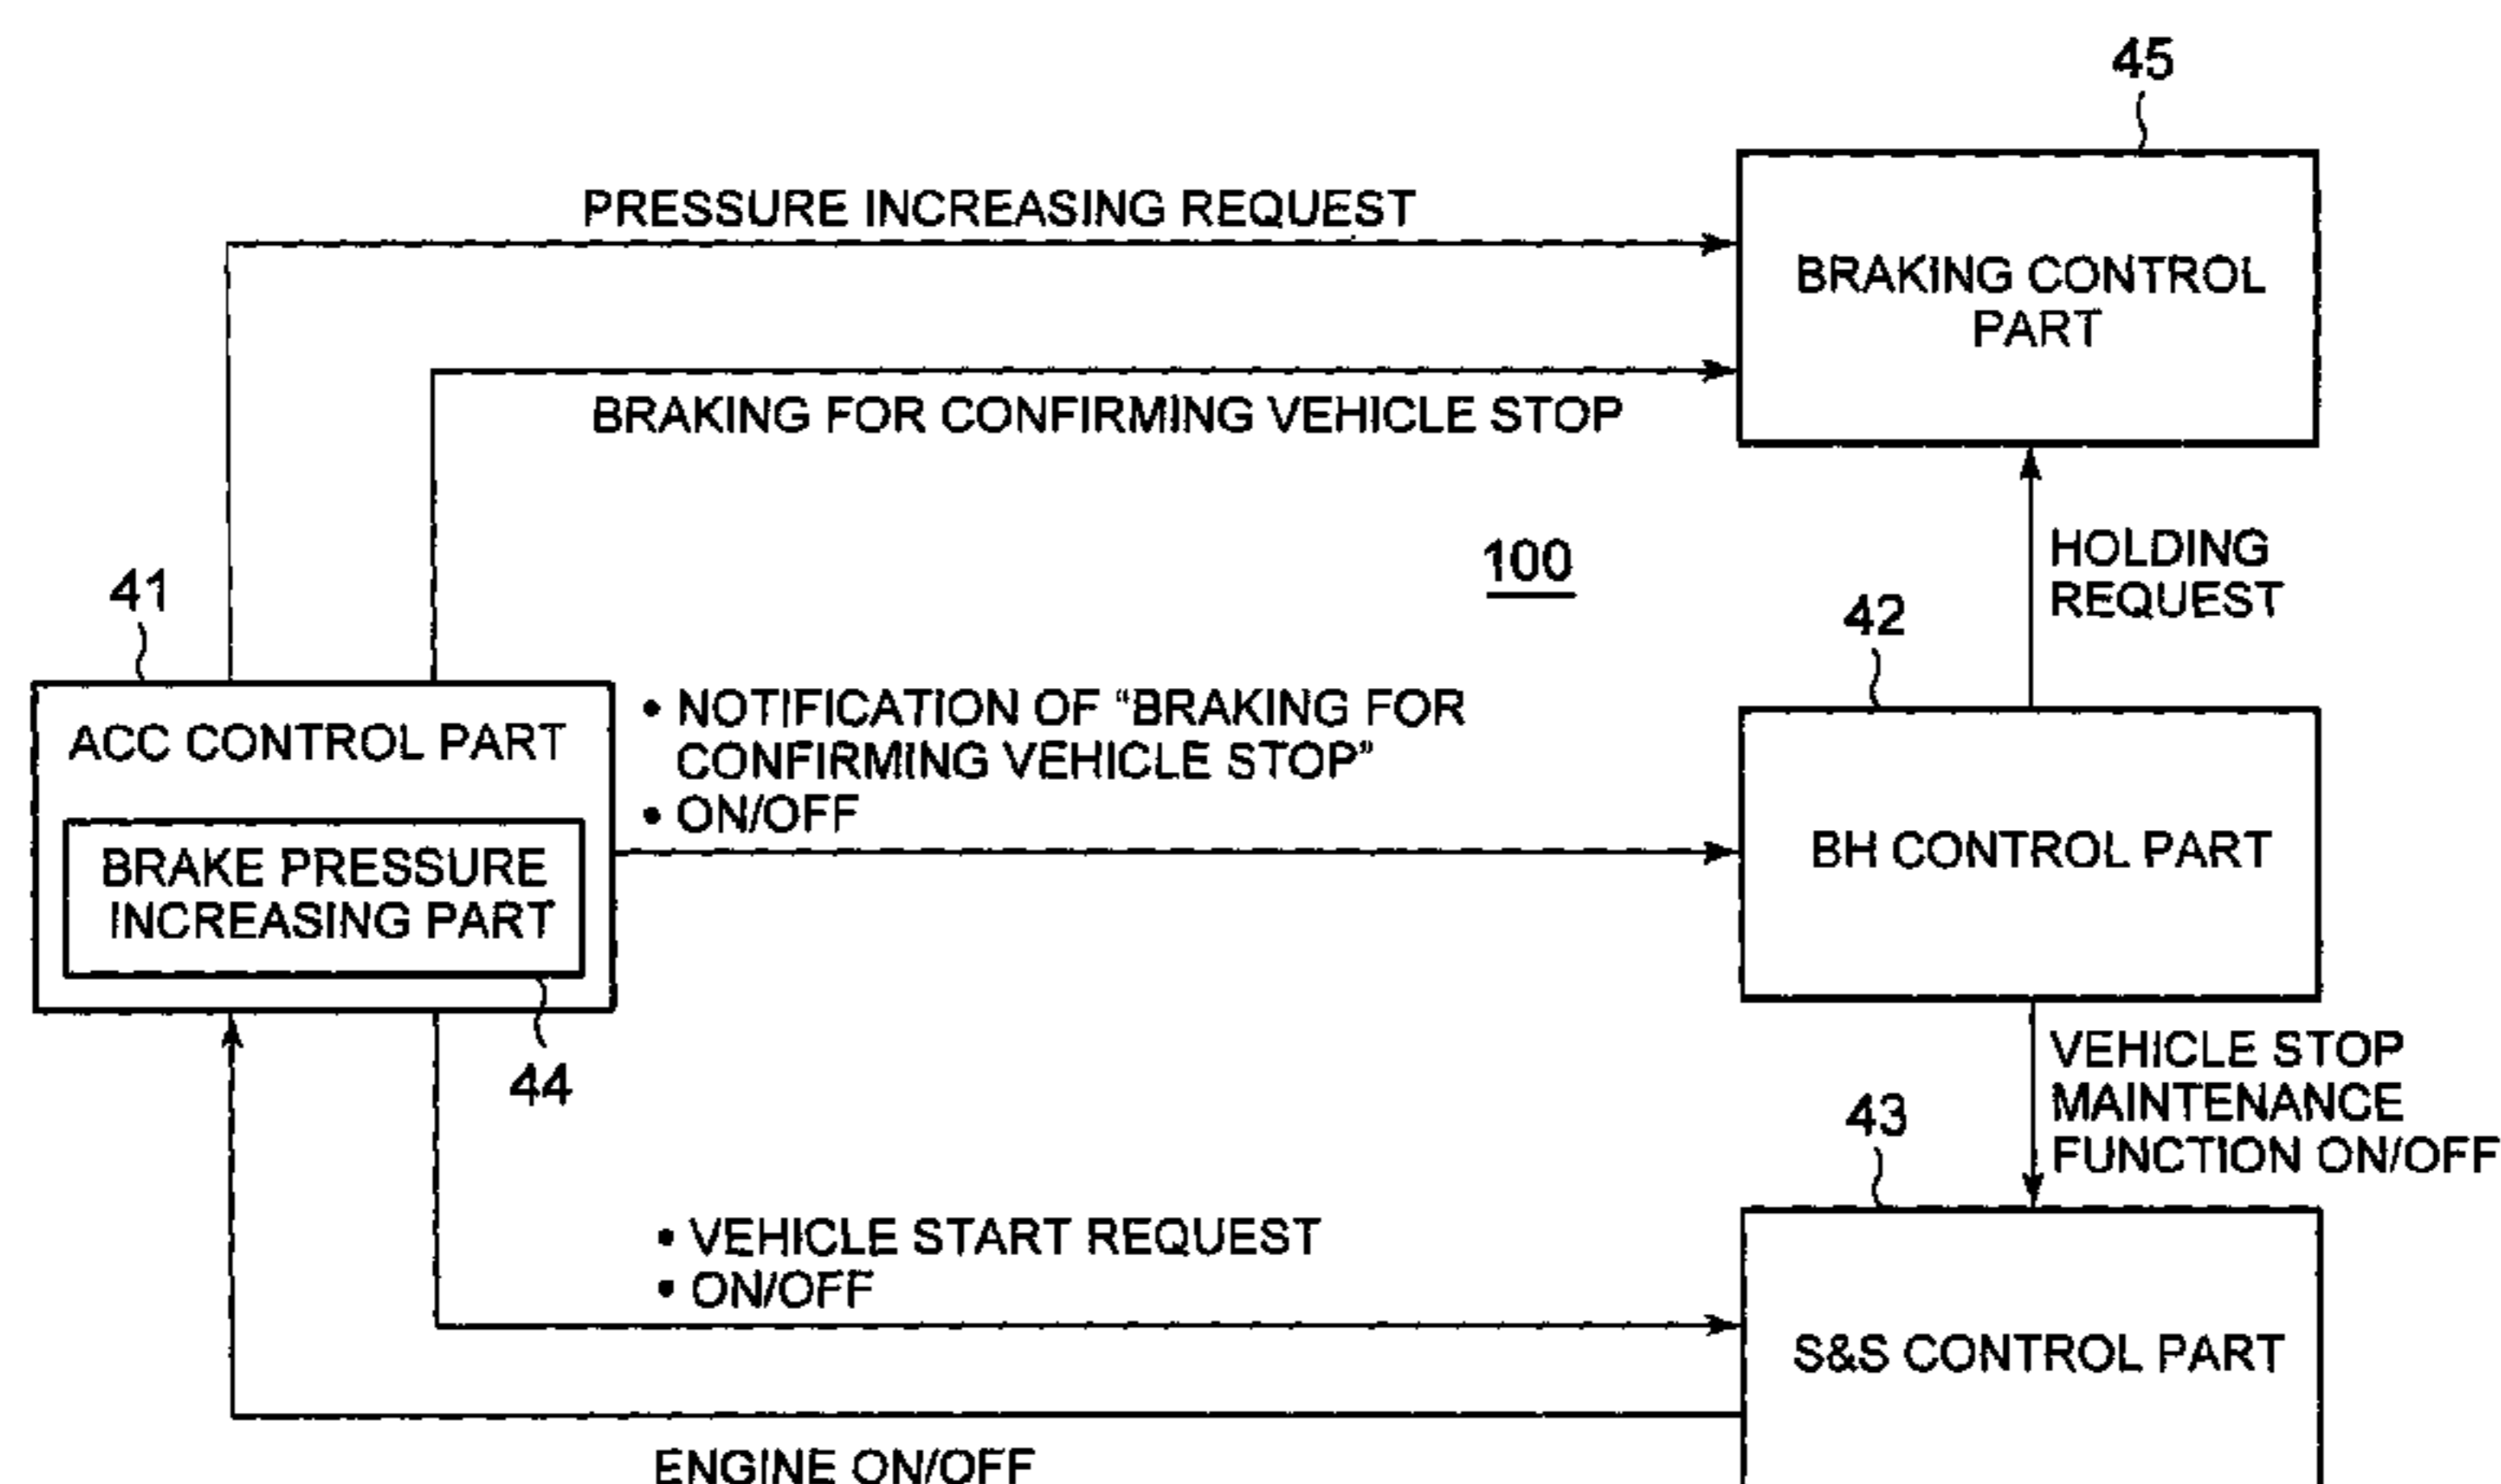 45
PRESSURE INCREASING REQUEST
BRAKING CONTROL
PART
BRAKING FOR CONFIRMING VEHICLE STOP
100
HOLDING
REQUEST
41
42
ACC CONTROL PART
• NOTIFICATION OF “BRAKING FOR
CONFIRMING VEHICLE STOP”
• ON/OFF
BRAKE PRESSURE
INCREASING PART
BH CONTROL PART
44
VEHICLE STOP
MAINTENANCE
FUNCTION ON/OFF
43
• VEHICLE START REQUEST
• ON/OFF
S&S CONTROL PART
ENGINE ON/OFF